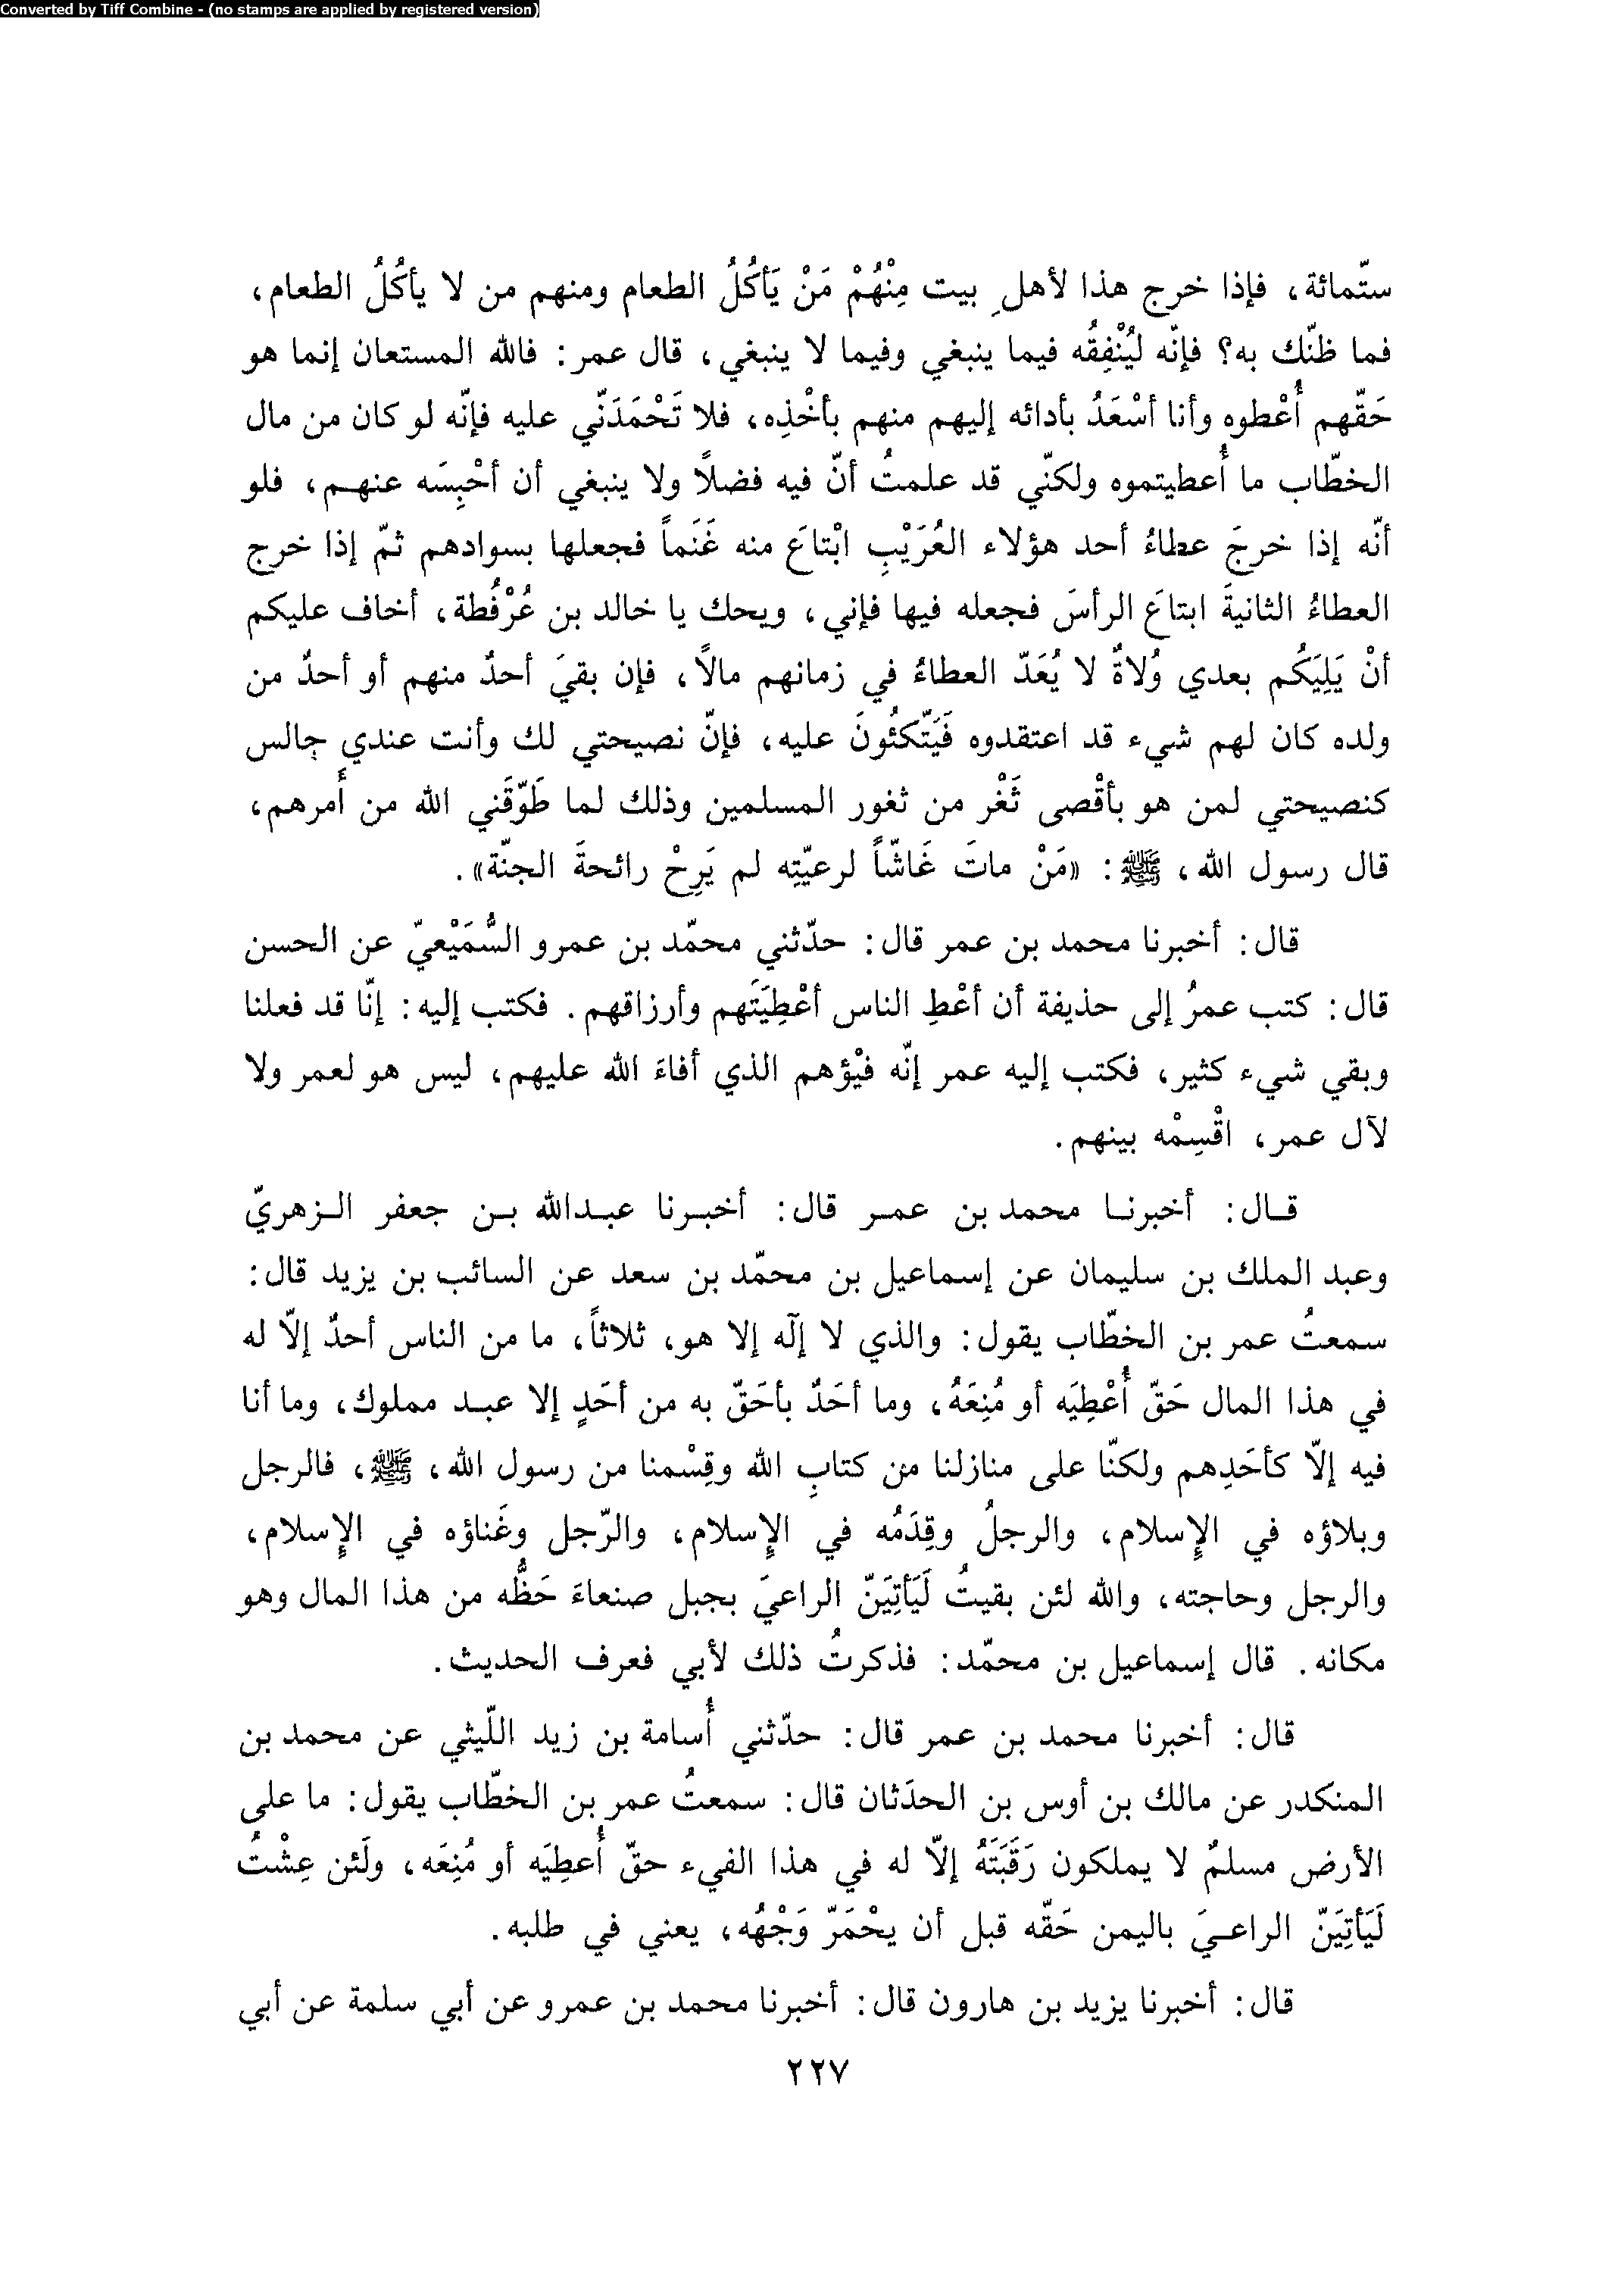 Converted by Tiff Combine - (no stamps are applied by registered version)
ستّمائة، فإذا خرج هذا لأهلِ بيت مِنْهُمْ مَنْ يَأكُلُ الطعام ومنهم من لا يأكُلُ الطعام،
فما ظنّك به؟ فإنّه لَيُنْفِقُه فيما ينبغي وفيما لا ينبغي، قال عمر: فالله المستعان إنما هو
حَقّهم أُعْطوه وأنا أسْعَدُ بأدائه إليهم منهم بأخْذِه، فلا تَحْمَدَنّي عليه فإنّه لو كان من مال
الخطّاب ما أُعطيتموه ولكنّي قد علمتُ أنّ فيه فضلاً ولا ينبغي أن أحْبِسَه عنهم، فلو
أنّه إذا خرجَ عطاءُ أحد هؤلاء العُرَيْبِ ابْتاعَ منه غَنَماً فجعلها بسوادهم ثمّ إذا خرج
العطاءُ الثانيةَ ابتاعَ الرأسَ فجعله فيها فإني، ويحك يا خالد بن عُرْفُطة، أخاف عليكم
أنْ يَلِيَكُم بعدي وُلاةٌ لا يُعَدّ العطاءُ في زمانهم مالاً، فإن بقيَ أحدٌ منهم أو أحدٌ من
ولده كان لهم شيء قد اعتقدوه فَيَتّكئُونَ عليه، فإنّ نصيحتي لك وأنت عندي جالس
كنصيحتي لمن هو بأقْصى ثَغْر من ثغور المسلمين وذلك لما طَوّقَني الله من أَمرهم،
قال رسول الله، ﷺ: «مَنْ ماتَ غَاشّاً لرعيّتِه لم يَرِحْ رائحةَ الجنّة».
قال: أخبرنا محمد بن عمر قال: حدّثني محمّد بن عمرو السُّمَيْعيّ عن الحسن
قال: كتب عمرُ إلى حذيفة أن أعْطِ الناس أعْطِيَتَهم وأرزاقهم. فكتب إليه: إنّا قد فعلنا
وبقي شيء كثير، فكتب إليه عمر إنّه فيْؤهم الذي أفاءَ الله عليهم، ليس هو لعمر ولا
لآل عمر، اقْسِمْه بينهم.
قال: أخبرنا محمد بن عمر قال: أخبرنا عبدالله بن جعفر الزهريّ
وعبد الملك بن سليمان عن إسماعيل بن محمّد بن سعد عن السائب بن يزيد قال:
سمعتُ عمر بن الخطّاب يقول: والذي لا إلٓه إلا هو، ثلاثاً، ما من الناس أحدٌ إلاّ له
في هذا المال حَقّ أُعْطِيَه أو مُنِعَهُ، وما أحَدٌ بأحَقّ به من أحَدٍ إلا عبد مملوك، وما أنا
فيه إلاّ كأحَدِهم ولكنّا على منازلنا من كتابِ الله وقِسْمنا من رسول الله، ﷺ، فالرجل
وبلاؤه في الإِسلام، والرجلُ وقِدَمُه في الإِسلام، والرّجل وغَناؤه في الإِسلام،
والرجل وحاجته، والله لئن بقيتُ لَيَأتِيَنّ الراعيَ بجبل صنعاءَ حَظُّه من هذا المال وهو
مكانه. قال إسماعيل بن محمّد: فذكرتُ ذلك لأبي فعرف الحديث.
قال: أخبرنا محمد بن عمر قال: حدّثني أُسامة بن زيد اللّيثي عن محمد بن
المنكدر عن مالك بن أوس بن الحدَثان قال: سمعتُ عمر بن الخطّاب يقول: ما على
الأرض مسلمٌ لا يملكون رَقَبَتَهُ إلاّ له في هذا الفيء حقّ أُعطِيَه أو مُنِعَه، ولَئن عِشْتُ
لَيَأتِيَنّ الراعيَ باليمن حَقّه قبل أن يحْمَرّ وَجْهُه، يعني في طلبه.
قال: أخبرنا يزيد بن هارون قال: أخبرنا محمد بن عمرو عن أبي سلمة عن أبي
٢٢٧